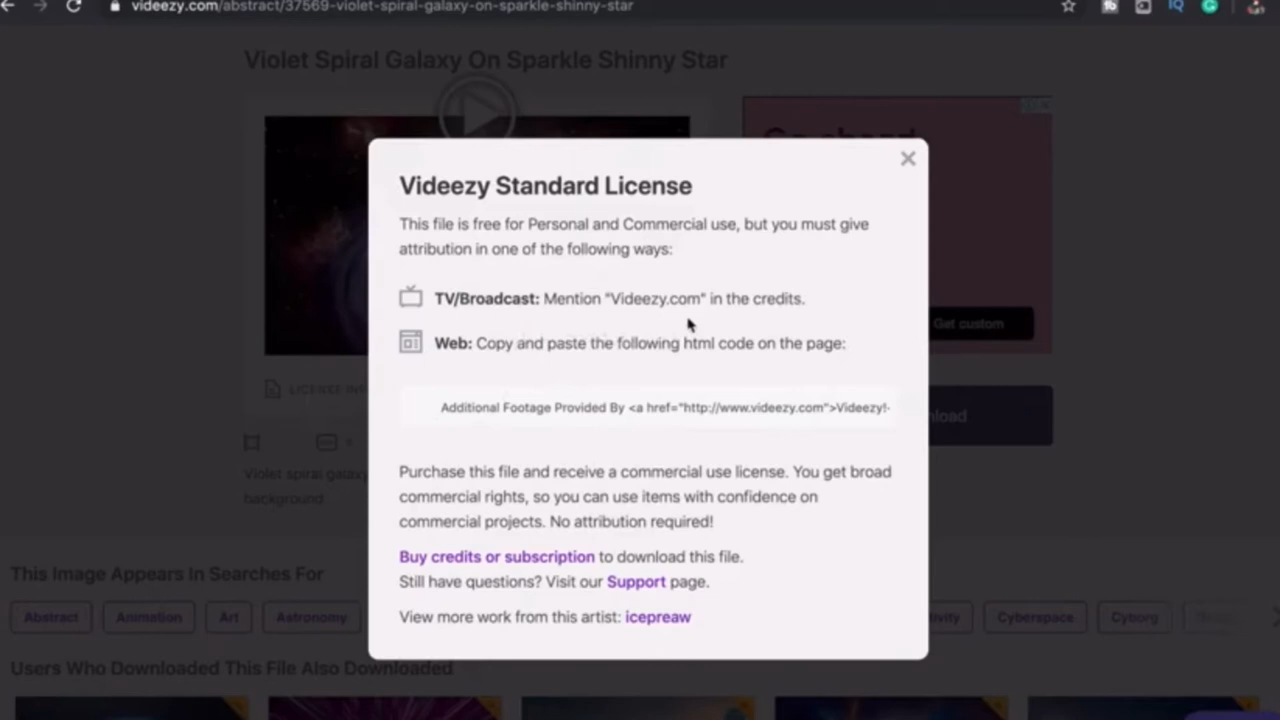 videezy.com/abstract/37569-violet-spiral-galaxy-on-sparkle-shinny-star
Violet Spiral Galaxy On Sparkle Shinny Star
Videezy Standard License
This file is free for Personal and Commercial use, but you must give
attribution in one of the following ways:
TV/Broadcast: Mention "Videezy.com" in the credits.
Get custom
Web: Copy and paste the following html code on the page:
LICENSE
Additional Footage Provided By <a href="http://www.videezy.com">Videezy!
Violet spiral galaxy
background
Purchase this file and receive a commercial use license. You get broad
commercial rights, so you can use items with confidence on
commercial projects. No attribution required!
Buy credits or subscription to download this file.
Still have questions? Visit our Support page.
View more work from this artist: icepreaw
This Image Appears In Searches For
Abstract Animation Art Astronomy Cyberspace Cyborg
Users Who Downloaded This File Also Downloaded